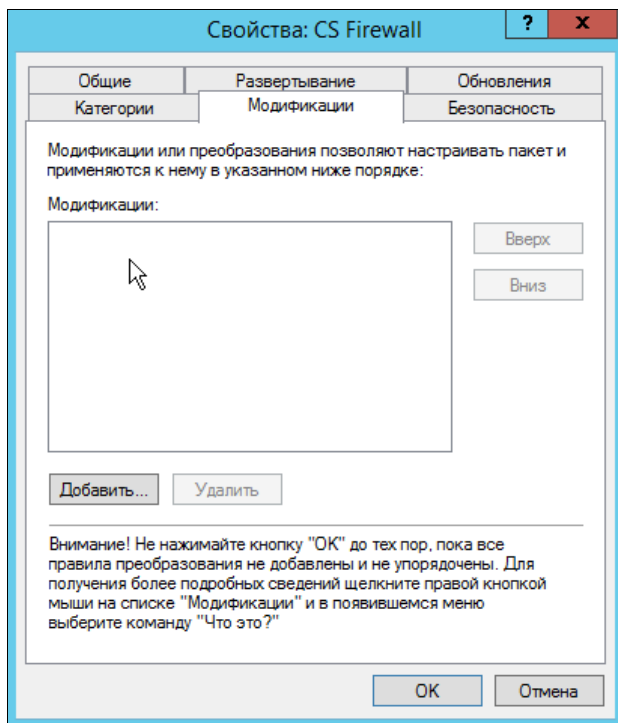 Свойства: CS Firewall
?
x
Общие
Развертывание
Обновления
Категории
Модификации
Безопасность
Модификации или преобразования позволяют настраивать пакет и
применяются к нему в указанном ниже порядке:
Модификации:
Вверх
Вниз
Добавить...
Удалить
Внимание! Не нажимайте кнопку "OK" до тех пор, пока все
правила преобразования не добавлены и не упорядочены. Для
получения более подробных сведений щелкните правой кнопкой
мыши на списке "Модификации" и в появившемся меню
выберите команду "Что это?"
OK
Отмена